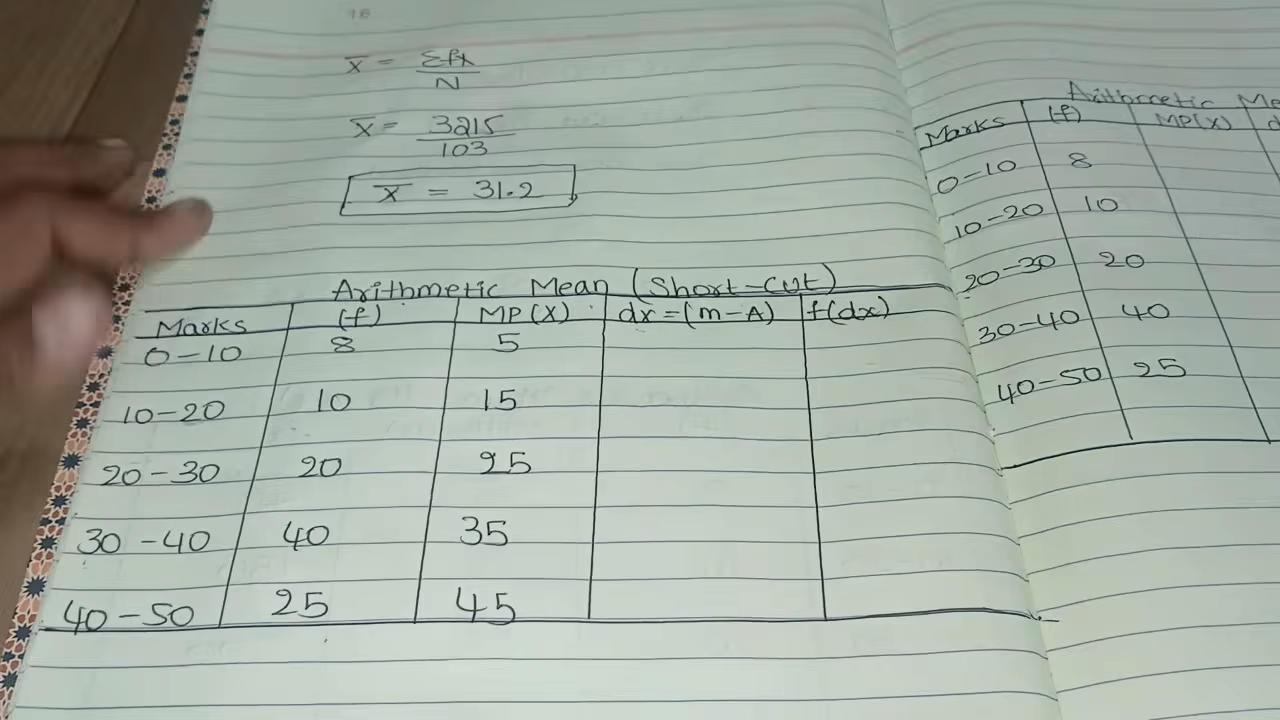 x̄ = Σfx
N
x̄ = 3215
103
x̄ = 31.2
Arithmetic Mean (Short-Cut)
Marks (f) MP(X) dx=(m-A) f(dx)
0-10 8 5
10-20 10 15
20-30 20 25
30-40 40 35
40-50 25 45
Arithmetic
Marks (f) MP(X)
0-10 8
10-20 10
20-30 20
30-40 40
40-50 25